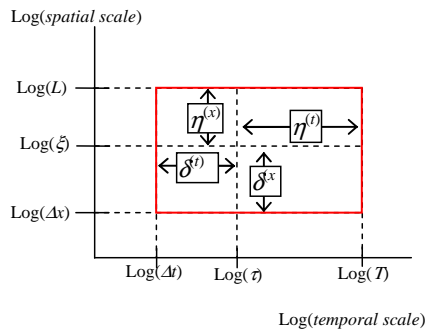 Log(spatial scale)
Log(L)
η(x)
η(t)
Log(ξ)
δ(t)
δ(x
Log(Δx)
Log(Δt) Log(τ) Log(T)
Log(temporal scale)